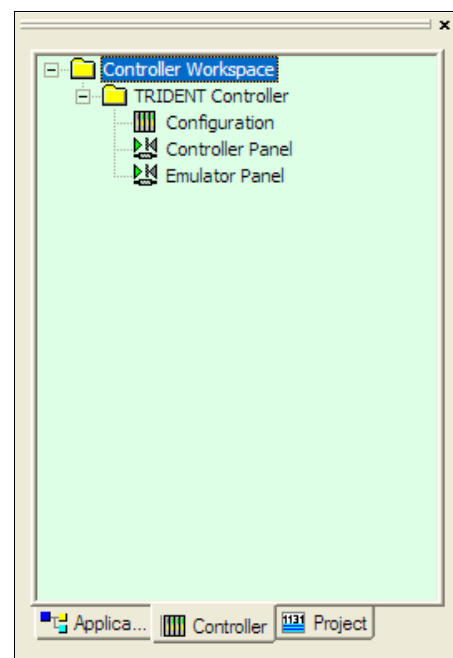 Controller Workspace
TRIDENT Controller
Configuration
Controller Panel
Emulator Panel
Applica... Controller 1131 Project